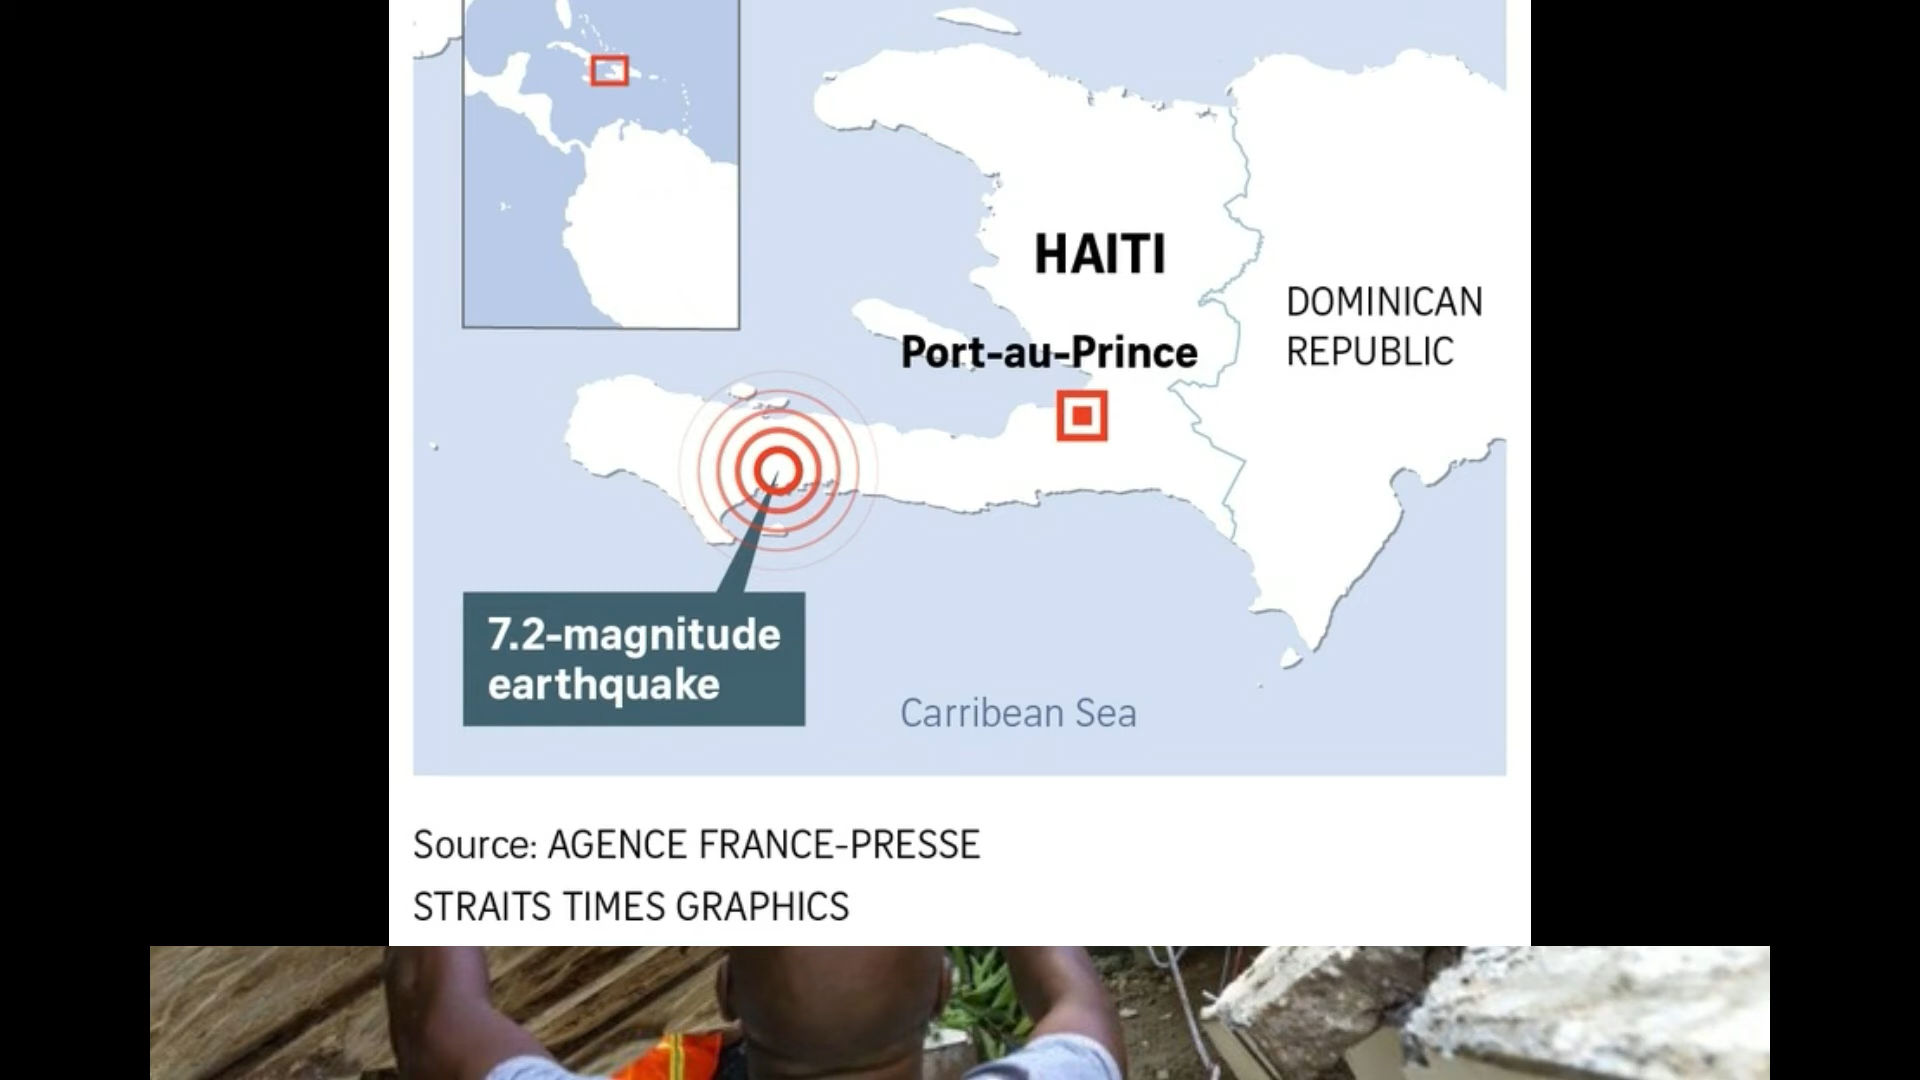 HAITI
DOMINICAN
REPUBLIC
Port-au-Prince
7.2-magnitude
earthquake
Carribean Sea
Source: AGENCE FRANCE-PRESSE
STRAITS TIMES GRAPHICS